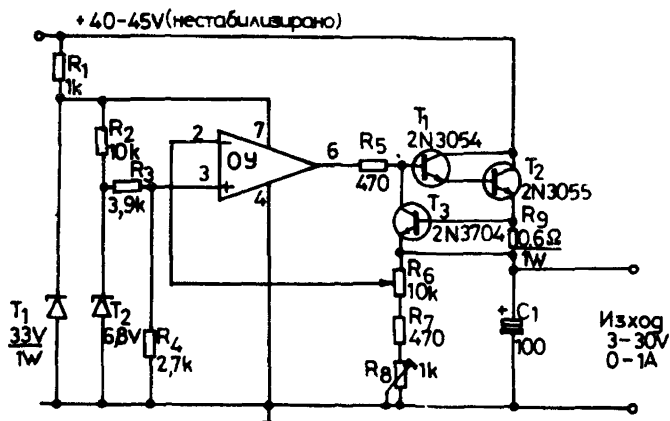 +40-45V(нестабилизирано)
R1
1k
R2
10k
R3
3,9k
2
3
ОУ
7
4
6
R5
470
T1
2N3054
T2
2N3055
T3
2N3704
R9
0,6Ω
1W
R6
10k
R7
470
R8
1k
T1
33V
1W
T2
6,8V
R4
2,7k
+
C1
100
Изход
3-30V
0-1A